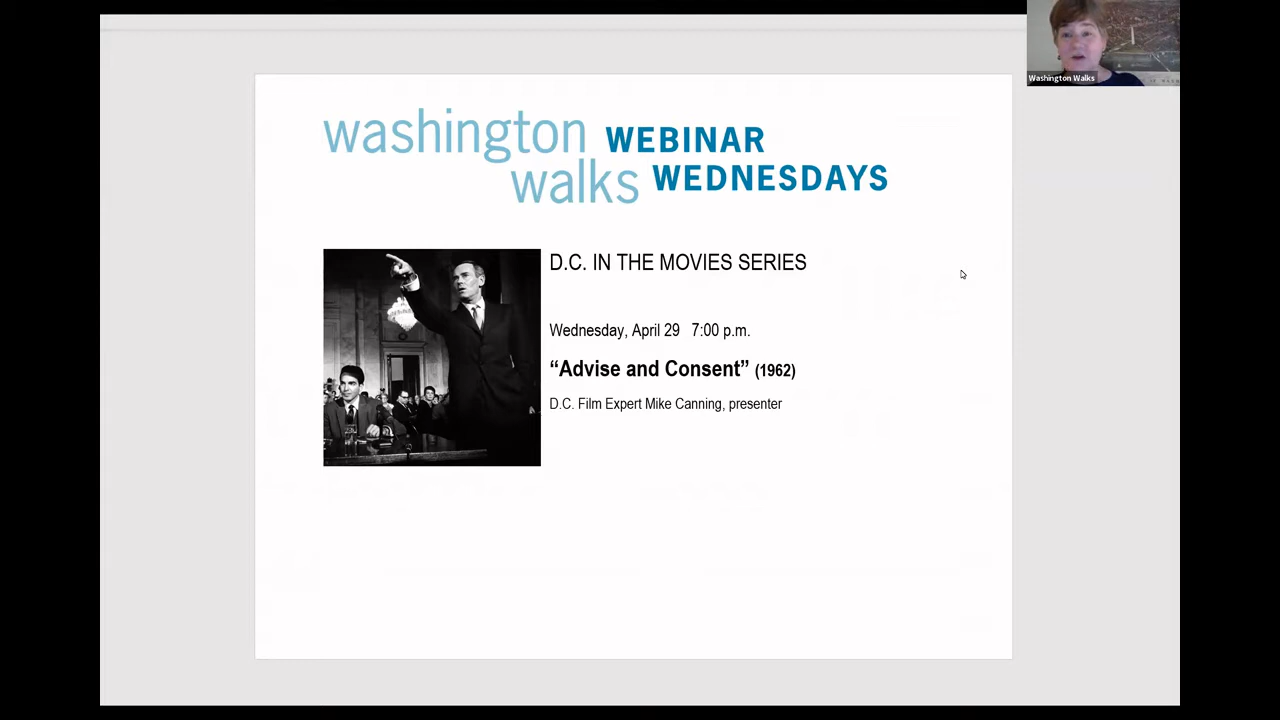 Washington Walks
washington WEBINAR
walks WEDNESDAYS
D.C. IN THE MOVIES SERIES
Wednesday, April 29 7:00 p.m.
“Advise and Consent” (1962)
D.C. Film Expert Mike Canning, presenter